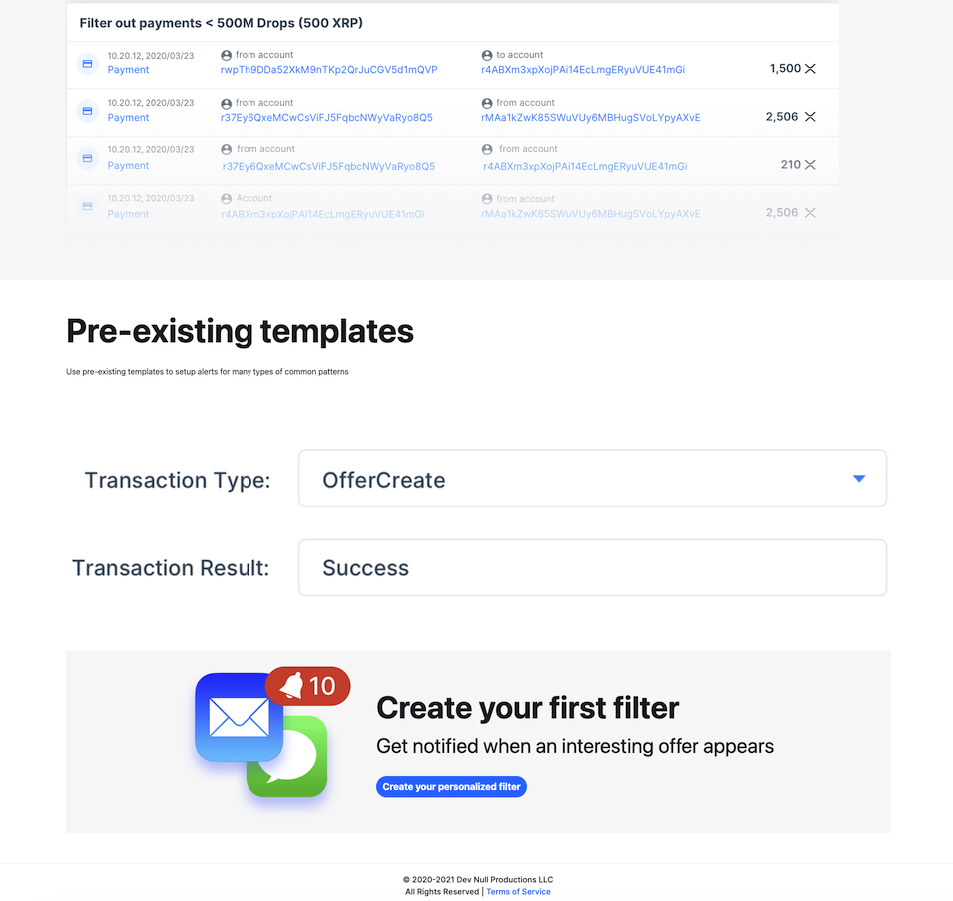 Filter out payments < 500M Drops (500 XRP)
10.20.12, 2020/03/23 from account to account
Payment rwpTh9DDa52XkM9nTKp2QrJuCGV5d1mQVP r4ABXm3xpXojPAi14EcLmgERyuVUE41mGi 1,500
10.20.12, 2020/03/23 from account from account
Payment r37Ey6QxeMCwCsViFJ5FqbcNWyVaRyo8Q5 rMAa1kZwK85SWuVUy6MBHugSVoLYpyAXvE 2,506
10.20.12, 2020/03/23 from account from account
Payment r37Ey6QxeMCwCsViFJ5FqbcNWyVaRyo8Q5 r4ABXm3xpXojPAi14EcLmgERyuVUE41mGi 210
10.20.12, 2020/03/23 Account from account
Payment r4ABXm3xpXojPAi14EcLmgERyuVUE41mGi rMAa1kZwK85SWuVUy6MBHugSVoLYpyAXvE 2,506
Pre-existing templates
Use pre-existing templates to setup alerts for many types of common patterns
Transaction Type: OfferCreate
Transaction Result: Success
10
Create your first filter
Get notified when an interesting offer appears
Create your personalized filter
© 2020-2021 Dev Null Productions LLC
All Rights Reserved | Terms of Service